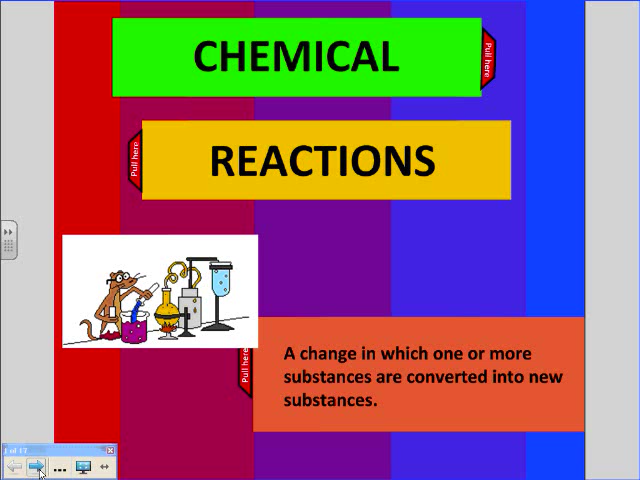 CHEMICAL
Pull here
Pull here
REACTIONS
Pull here
A change in which one or more
substances are converted into new
substances.
1 of 17